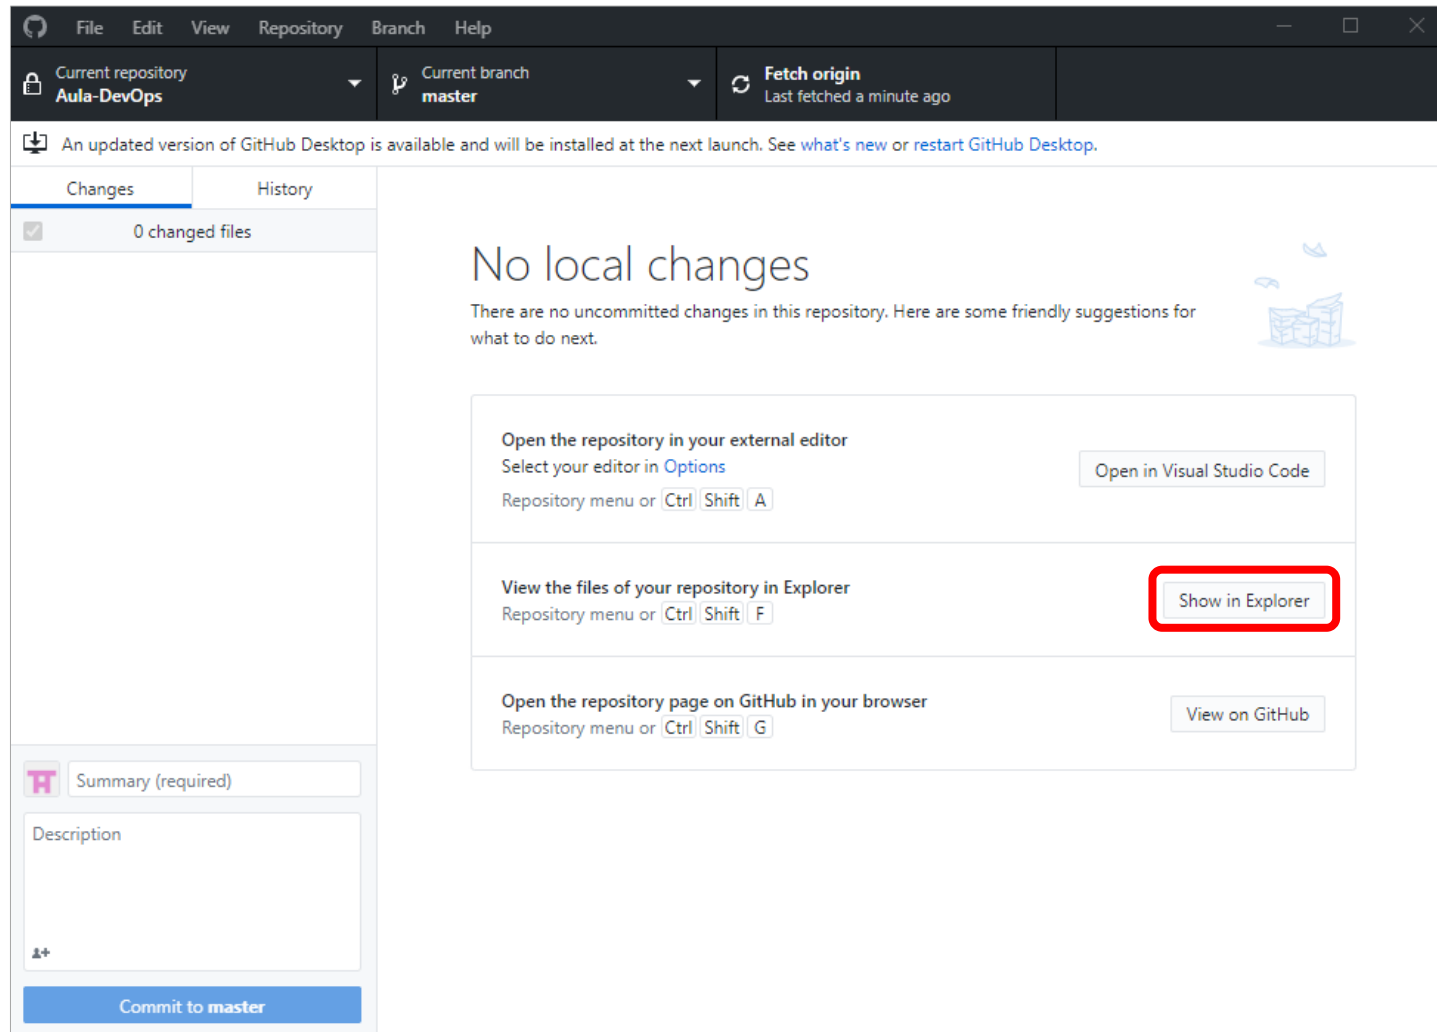 File Edit View Repository Branch Help
Current repository
Aula-DevOps
Current branch
master
Fetch origin
Last fetched a minute ago
An updated version of GitHub Desktop is available and will be installed at the next launch. See what's new or restart GitHub Desktop.
Changes History
0 changed files
No local changes
There are no uncommitted changes in this repository. Here are some friendly suggestions for
what to do next.
Open the repository in your external editor
Select your editor in Options
Repository menu or Ctrl Shift A
Open in Visual Studio Code
View the files of your repository in Explorer
Repository menu or Ctrl Shift F
Show in Explorer
Open the repository page on GitHub in your browser
Repository menu or Ctrl Shift G
View on GitHub
Summary (required)
Description
Commit to master